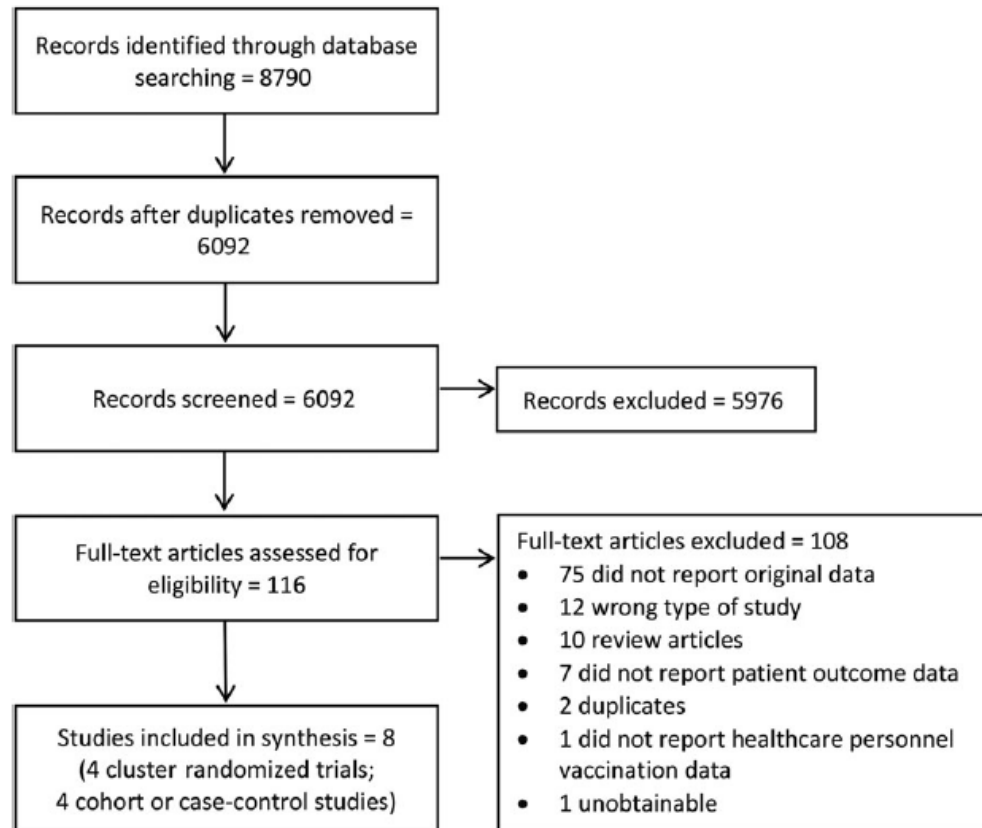 Records identified through database
searching = 8790
Records after duplicates removed =
6092
Records screened = 6092
Records excluded = 5976
Full-text articles assessed for
eligibility = 116
Full-text articles excluded = 108
• 75 did not report original data
• 12 wrong type of study
• 10 review articles
• 7 did not report patient outcome data
• 2 duplicates
• 1 did not report healthcare personnel
vaccination data
• 1 unobtainable
Studies included in synthesis = 8
(4 cluster randomized trials;
4 cohort or case-control studies)